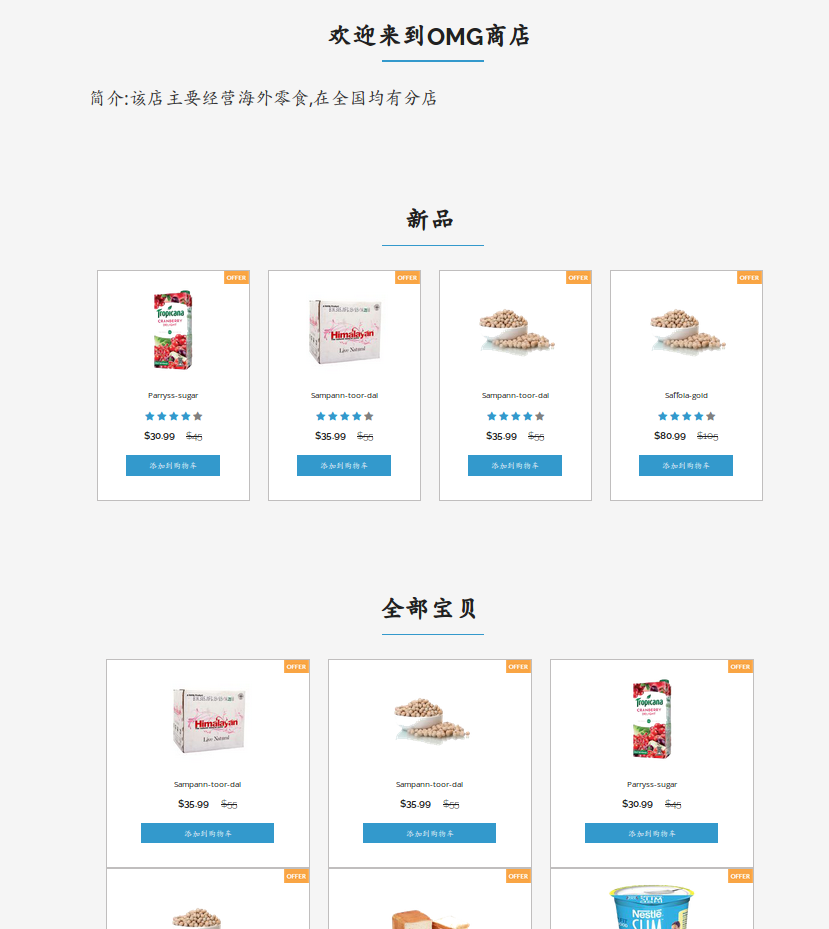 欢迎来到OMG商店
简介:该店主要经营海外零食,在全国均有分店
新品
OFFER OFFER OFFER OFFER
Tropicana
CRANBERRY
DELIGHT
Himalayan
Live Natural
Parryss-sugar Sampann-toor-dal Sampann-toor-dal Saffola-gold
$30.99 $45 $35.99 $55 $35.99 $55 $80.99 $105
添加到购物车 添加到购物车 添加到购物车 添加到购物车
全部宝贝
OFFER OFFER OFFER
Himalayan
Live Natural
Tropicana
CRANBERRY
DELIGHT
Sampann-toor-dal Sampann-toor-dal Parryss-sugar
$35.99 $55 $35.99 $55 $30.99 $45
添加到购物车 添加到购物车 添加到购物车
OFFER OFFER OFFER
SLIM
Nestle
SLIM